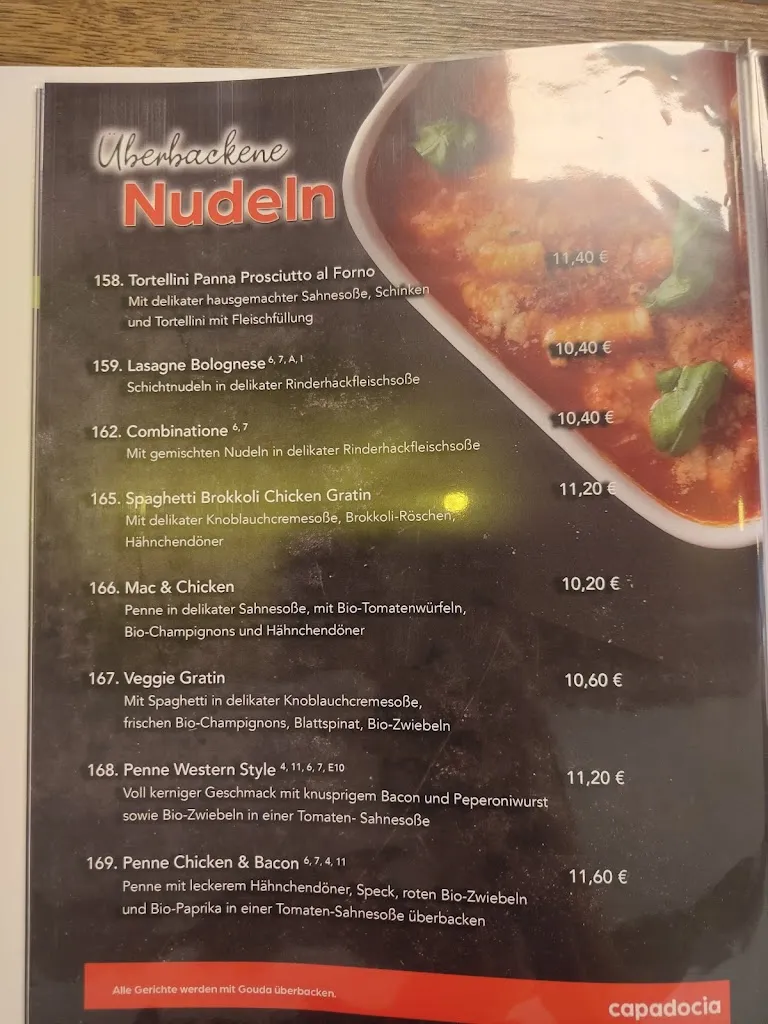 Überbackene
Nudeln
158. Tortellini Panna Prosciutto al Forno 11,40 €
Mit delikater hausgemachter Sahnesoße, Schinken
und Tortellini mit Fleischfüllung
159. Lasagne Bolognese 6, 7, A, I 10,40 €
Schichtnudeln in delikater Rinderhackfleischsoße
162. Combinatione 6, 7 10,40 €
Mit gemischten Nudeln in delikater Rinderhackfleischsoße
165. Spaghetti Brokkoli Chicken Gratin 11,20 €
Mit delikater Knoblauchcremesoße, Brokkoli-Röschen,
Hähnchendöner
166. Mac & Chicken 10,20 €
Penne in delikater Sahnesoße, mit Bio-Tomatenwürfeln,
Bio-Champignons und Hähnchendöner
167. Veggie Gratin 10,60 €
Mit Spaghetti in delikater Knoblauchcremesoße,
frischen Bio-Champignons, Blattspinat, Bio-Zwiebeln
168. Penne Western Style 4, 11, 6, 7, E10 11,20 €
Voll kerniger Geschmack mit knusprigem Bacon und Peperoniwurst
sowie Bio-Zwiebeln in einer Tomaten- Sahnesoße
169. Penne Chicken & Bacon 6, 7, 4, 11 11,60 €
Penne mit leckerem Hähnchendöner, Speck, roten Bio-Zwiebeln
und Bio-Paprika in einer Tomaten-Sahnesoße überbacken
Alle Gerichte werden mit Gouda überbacken.
capadocia